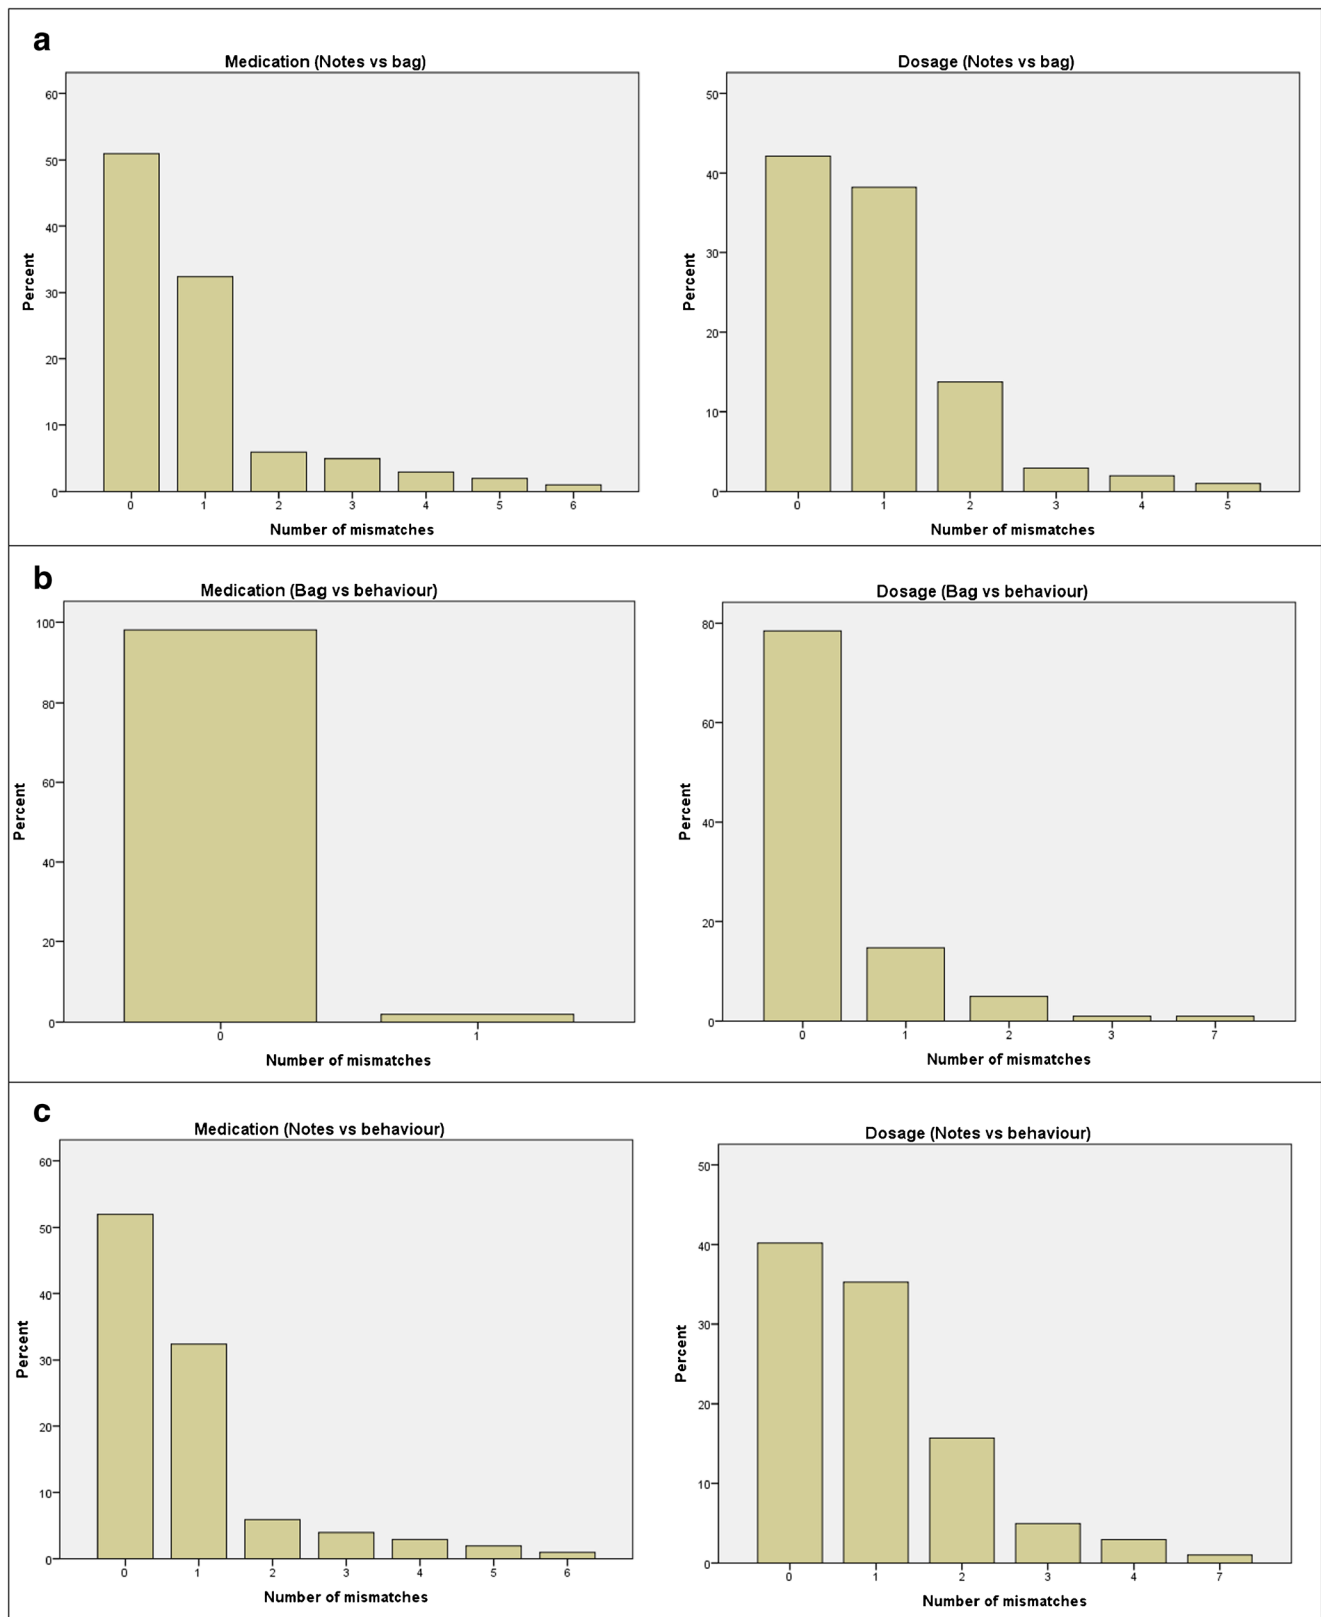 a
Medication (Notes vs bag)
Percent
60
50
40
30
20
10
0
0 1 2 3 4 5 6
Number of mismatches
Dosage (Notes vs bag)
Percent
50
40
30
20
10
0
0 1 2 3 4 5
Number of mismatches
b
Medication (Bag vs behaviour)
Percent
100
80
60
40
20
0
0 1
Number of mismatches
Dosage (Bag vs behaviour)
Percent
80
60
40
20
0
0 1 2 3 7
Number of mismatches
c
Medication (Notes vs behaviour)
Percent
60
50
40
30
20
10
0
0 1 2 3 4 5 6
Number of mismatches
Dosage (Notes vs behaviour)
Percent
50
40
30
20
10
0
0 1 2 3 4 7
Number of mismatches